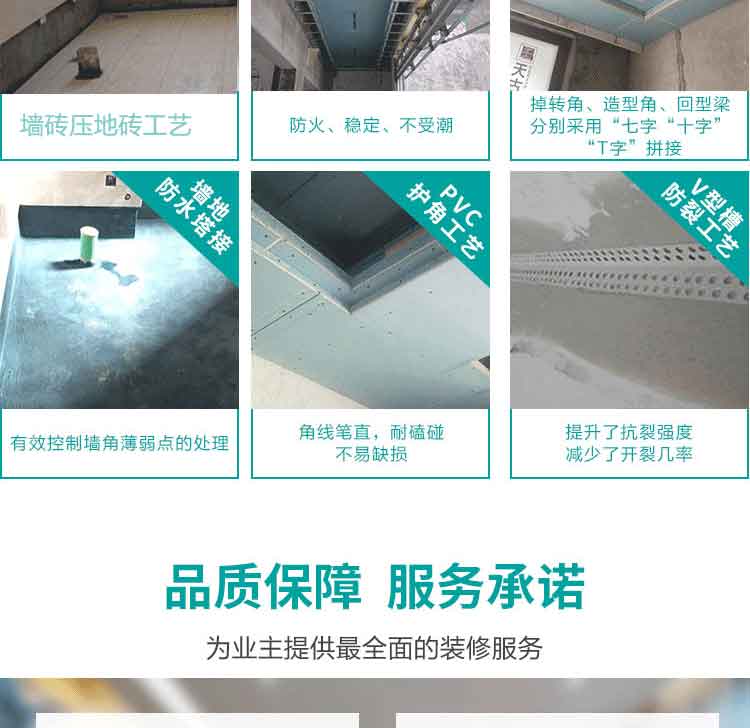 天古
墙砖压地砖工艺
防火、稳定、不受潮
掉转角、造型角、回型梁
分别采用“七字“十字”
“T字”拼接
墙地
防水塔接
PVC
护角工艺
V型槽
防裂工艺
有效控制墙角薄弱点的处理
角线笔直，耐磕碰
不易缺损
提升了抗裂强度
减少了开裂几率
品质保障 服务承诺
为业主提供最全面的装修服务